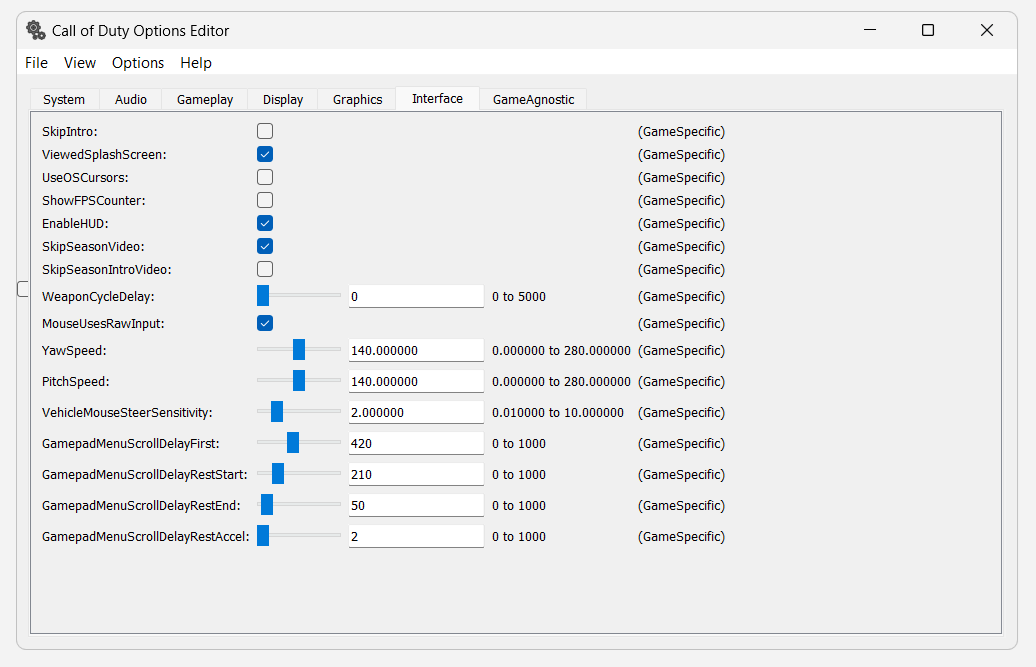 Call of Duty Options Editor
File View Options Help
System Audio Gameplay Display Graphics Interface GameAgnostic
SkipIntro: (GameSpecific)
ViewedSplashScreen: (GameSpecific)
UseOSCursors: (GameSpecific)
ShowFPSCounter: (GameSpecific)
EnableHUD: (GameSpecific)
SkipSeasonVideo: (GameSpecific)
SkipSeasonIntroVideo: (GameSpecific)
WeaponCycleDelay: 0 0 to 5000 (GameSpecific)
MouseUsesRawInput: (GameSpecific)
YawSpeed: 140.000000 0.000000 to 280.000000 (GameSpecific)
PitchSpeed: 140.000000 0.000000 to 280.000000 (GameSpecific)
VehicleMouseSteerSensitivity: 2.000000 0.010000 to 10.000000 (GameSpecific)
GamepadMenuScrollDelayFirst: 420 0 to 1000 (GameSpecific)
GamepadMenuScrollDelayRestStart: 210 0 to 1000 (GameSpecific)
GamepadMenuScrollDelayRestEnd: 50 0 to 1000 (GameSpecific)
GamepadMenuScrollDelayRestAccel: 2 0 to 1000 (GameSpecific)